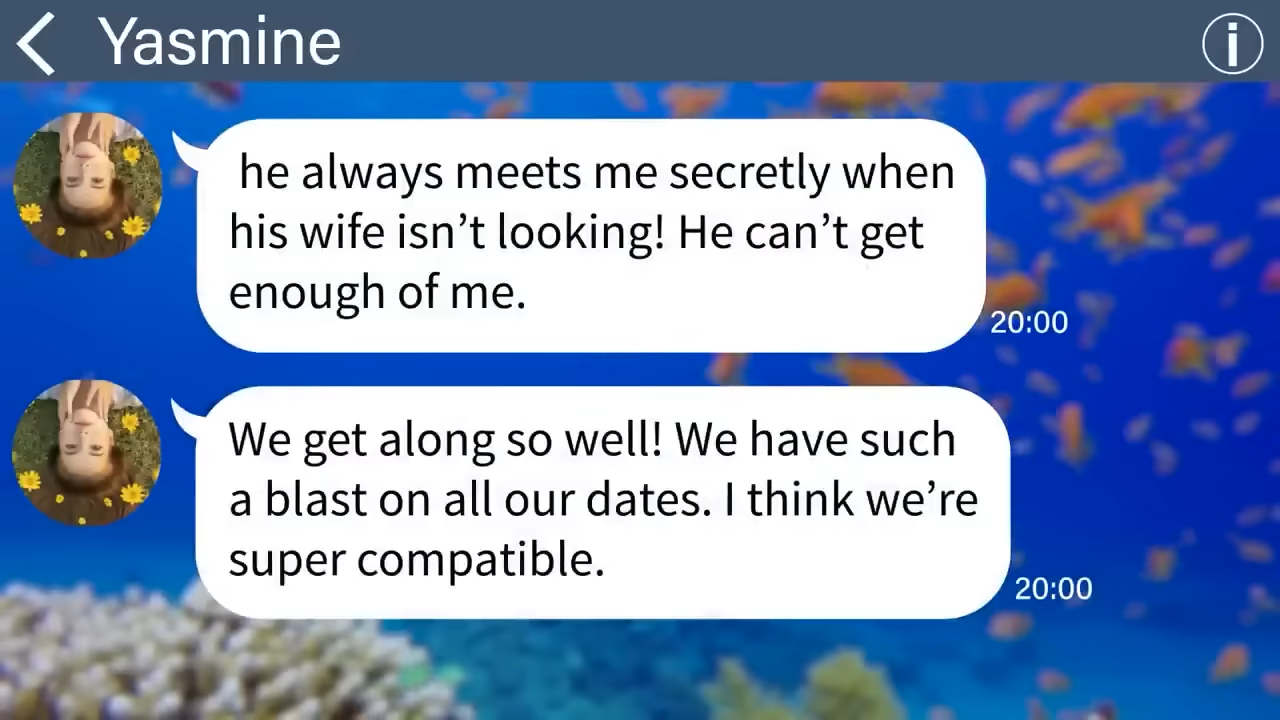 Yasmine
he always meets me secretly when
his wife isn’t looking! He can’t get
enough of me.
20:00
We get along so well! We have such
a blast on all our dates. I think we’re
super compatible.
20:00